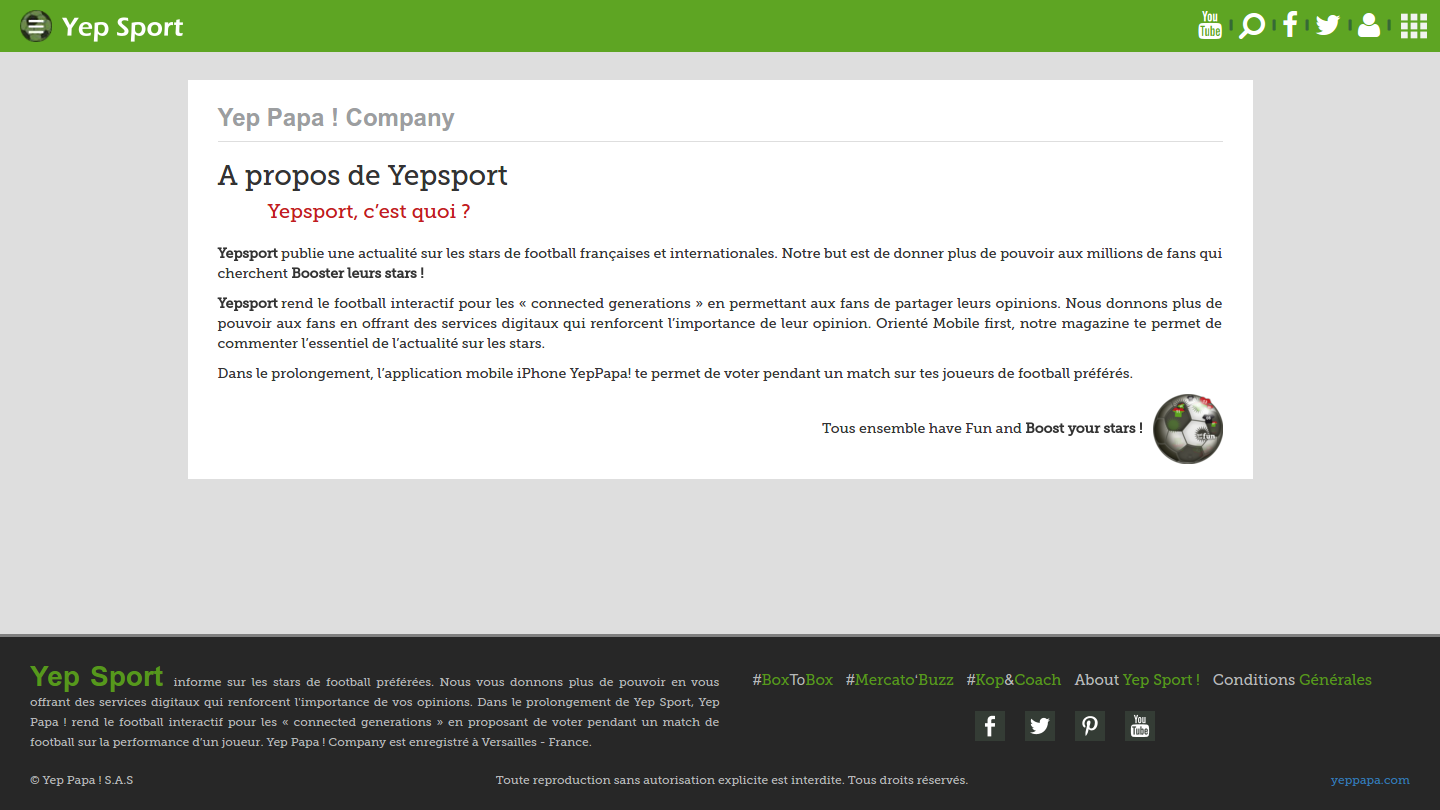 Yep Sport
You Tube
Yep Papa ! Company
A propos de Yepsport
Yepsport, c’est quoi ?
Yepsport publie une actualité sur les stars de football françaises et internationales. Notre but est de donner plus de pouvoir aux millions de fans qui
cherchent Booster leurs stars !
Yepsport rend le football interactif pour les « connected generations » en permettant aux fans de partager leurs opinions. Nous donnons plus de
pouvoir aux fans en offrant des services digitaux qui renforcent l’importance de leur opinion. Orienté Mobile first, notre magazine te permet de
commenter l’essentiel de l’actualité sur les stars.
Dans le prolongement, l’application mobile iPhone YepPapa! te permet de voter pendant un match sur tes joueurs de football préférés.
Tous ensemble have Fun and Boost your stars !
Yep Sport informe sur les stars de football préférées. Nous vous donnons plus de pouvoir en vous
offrant des services digitaux qui renforcent l'importance de vos opinions. Dans le prolongement de Yep Sport, Yep
Papa ! rend le football interactif pour les « connected generations » en proposant de voter pendant un match de
football sur la performance d'un joueur. Yep Papa ! Company est enregistré à Versailles - France.
#BoxToBox #Mercato'Buzz #Kop&Coach About Yep Sport ! Conditions Générales
You Tube
© Yep Papa ! S.A.S
Toute reproduction sans autorisation explicite est interdite. Tous droits réservés.
yeppapa.com